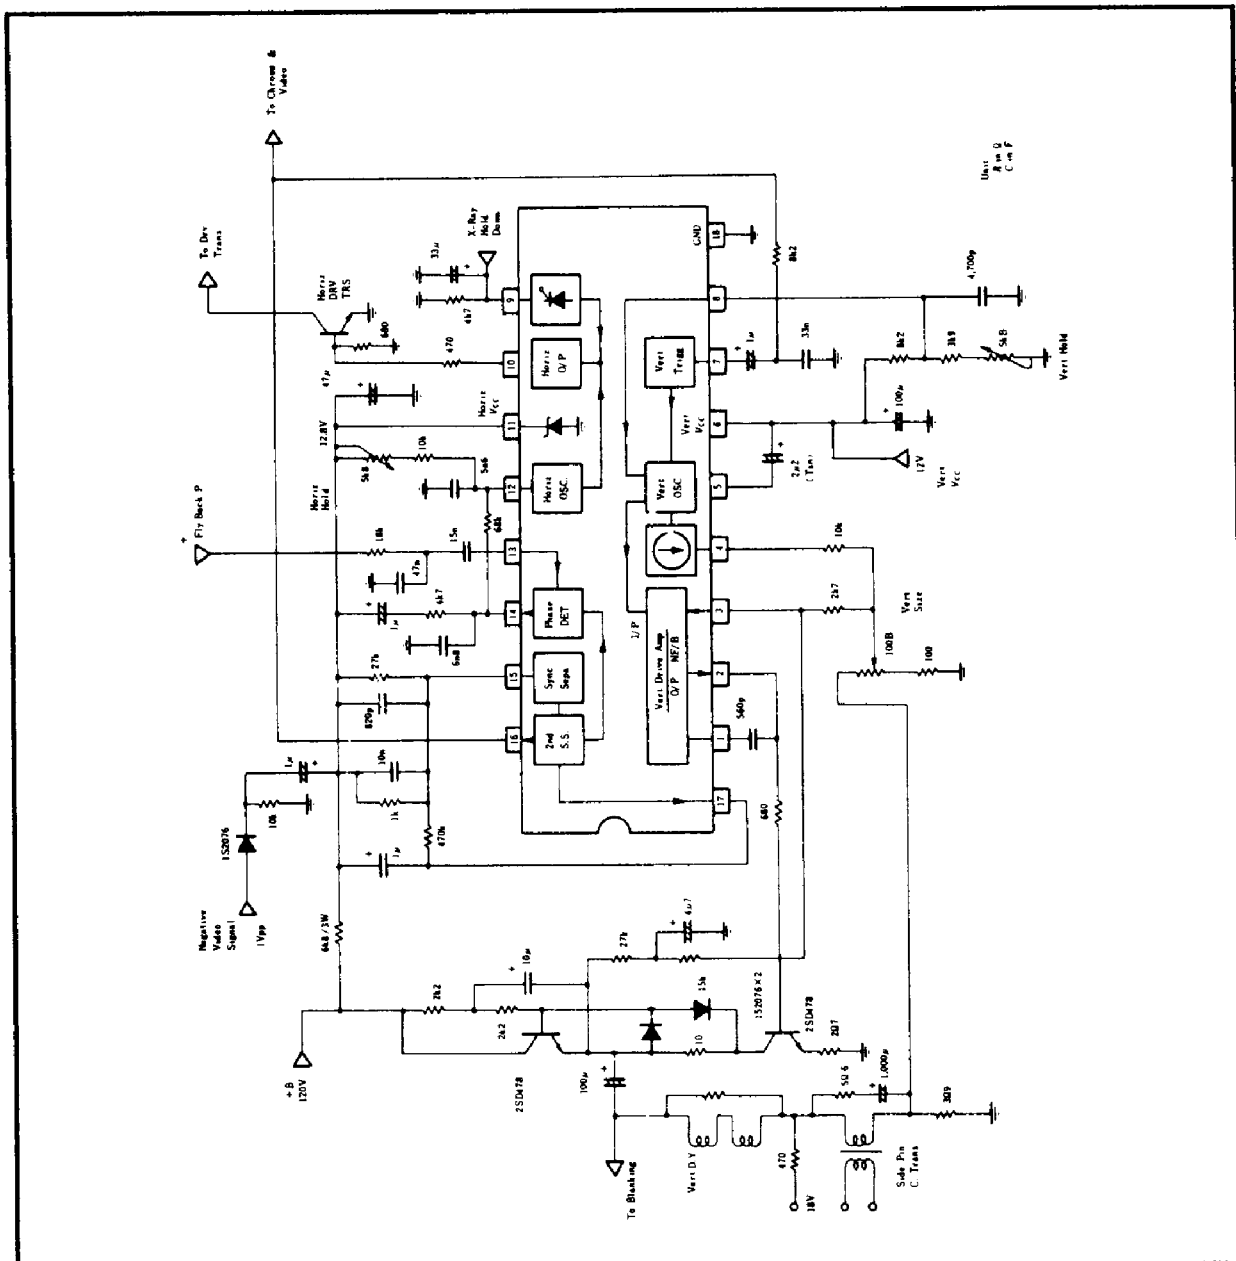 To Chroma &
Video
To Drv
Trans
+
Fly Back P
Negative
Video
Signal
1Vpp
1S2076
10k
1μ
+
+B
120V
6k8/3W
Horiz
DRV
TRS
680
470
47μ
12.8V
Horiz
Hold
5kB
10k
5n6
68k
18k
15n
47n
1μ
+
6n8
27k
820p
10n
1k
470k
1μ
+
33μ
+
4k7
X-Ray
Hold
Down
Horiz
Vcc
9
10
11
12
13
14
15
16
17
18
GND
Horiz
O/P
Horiz
OSC
Phase
DET
Sync
Sepa
2nd
S.S.
Vert
Trigg
Vert
Vcc
Vert
OSC
I/P
Vert Drive Amp
O/P NF/B
1
2
3
4
5
6
7
8
8k2
1μ
+
33n
4,700p
8k2
3k9
5kB
Vert Hold
100μ
+
2μ2
(Tan)
+
12V
Vert
Vcc
10k
2k7
Vert
Size
100B
100
560p
680
Unit
R in Ω
C in F
2k2
2k2
10μ
+
27k
4μ7
+
15k
1S2076×2
10
2SD478
2SD478
2Ω7
100μ
+
To Blanking
Vert D.Y
470
18V
5Ω6
1,000μ
+
3Ω9
Side Pin
C. Trans